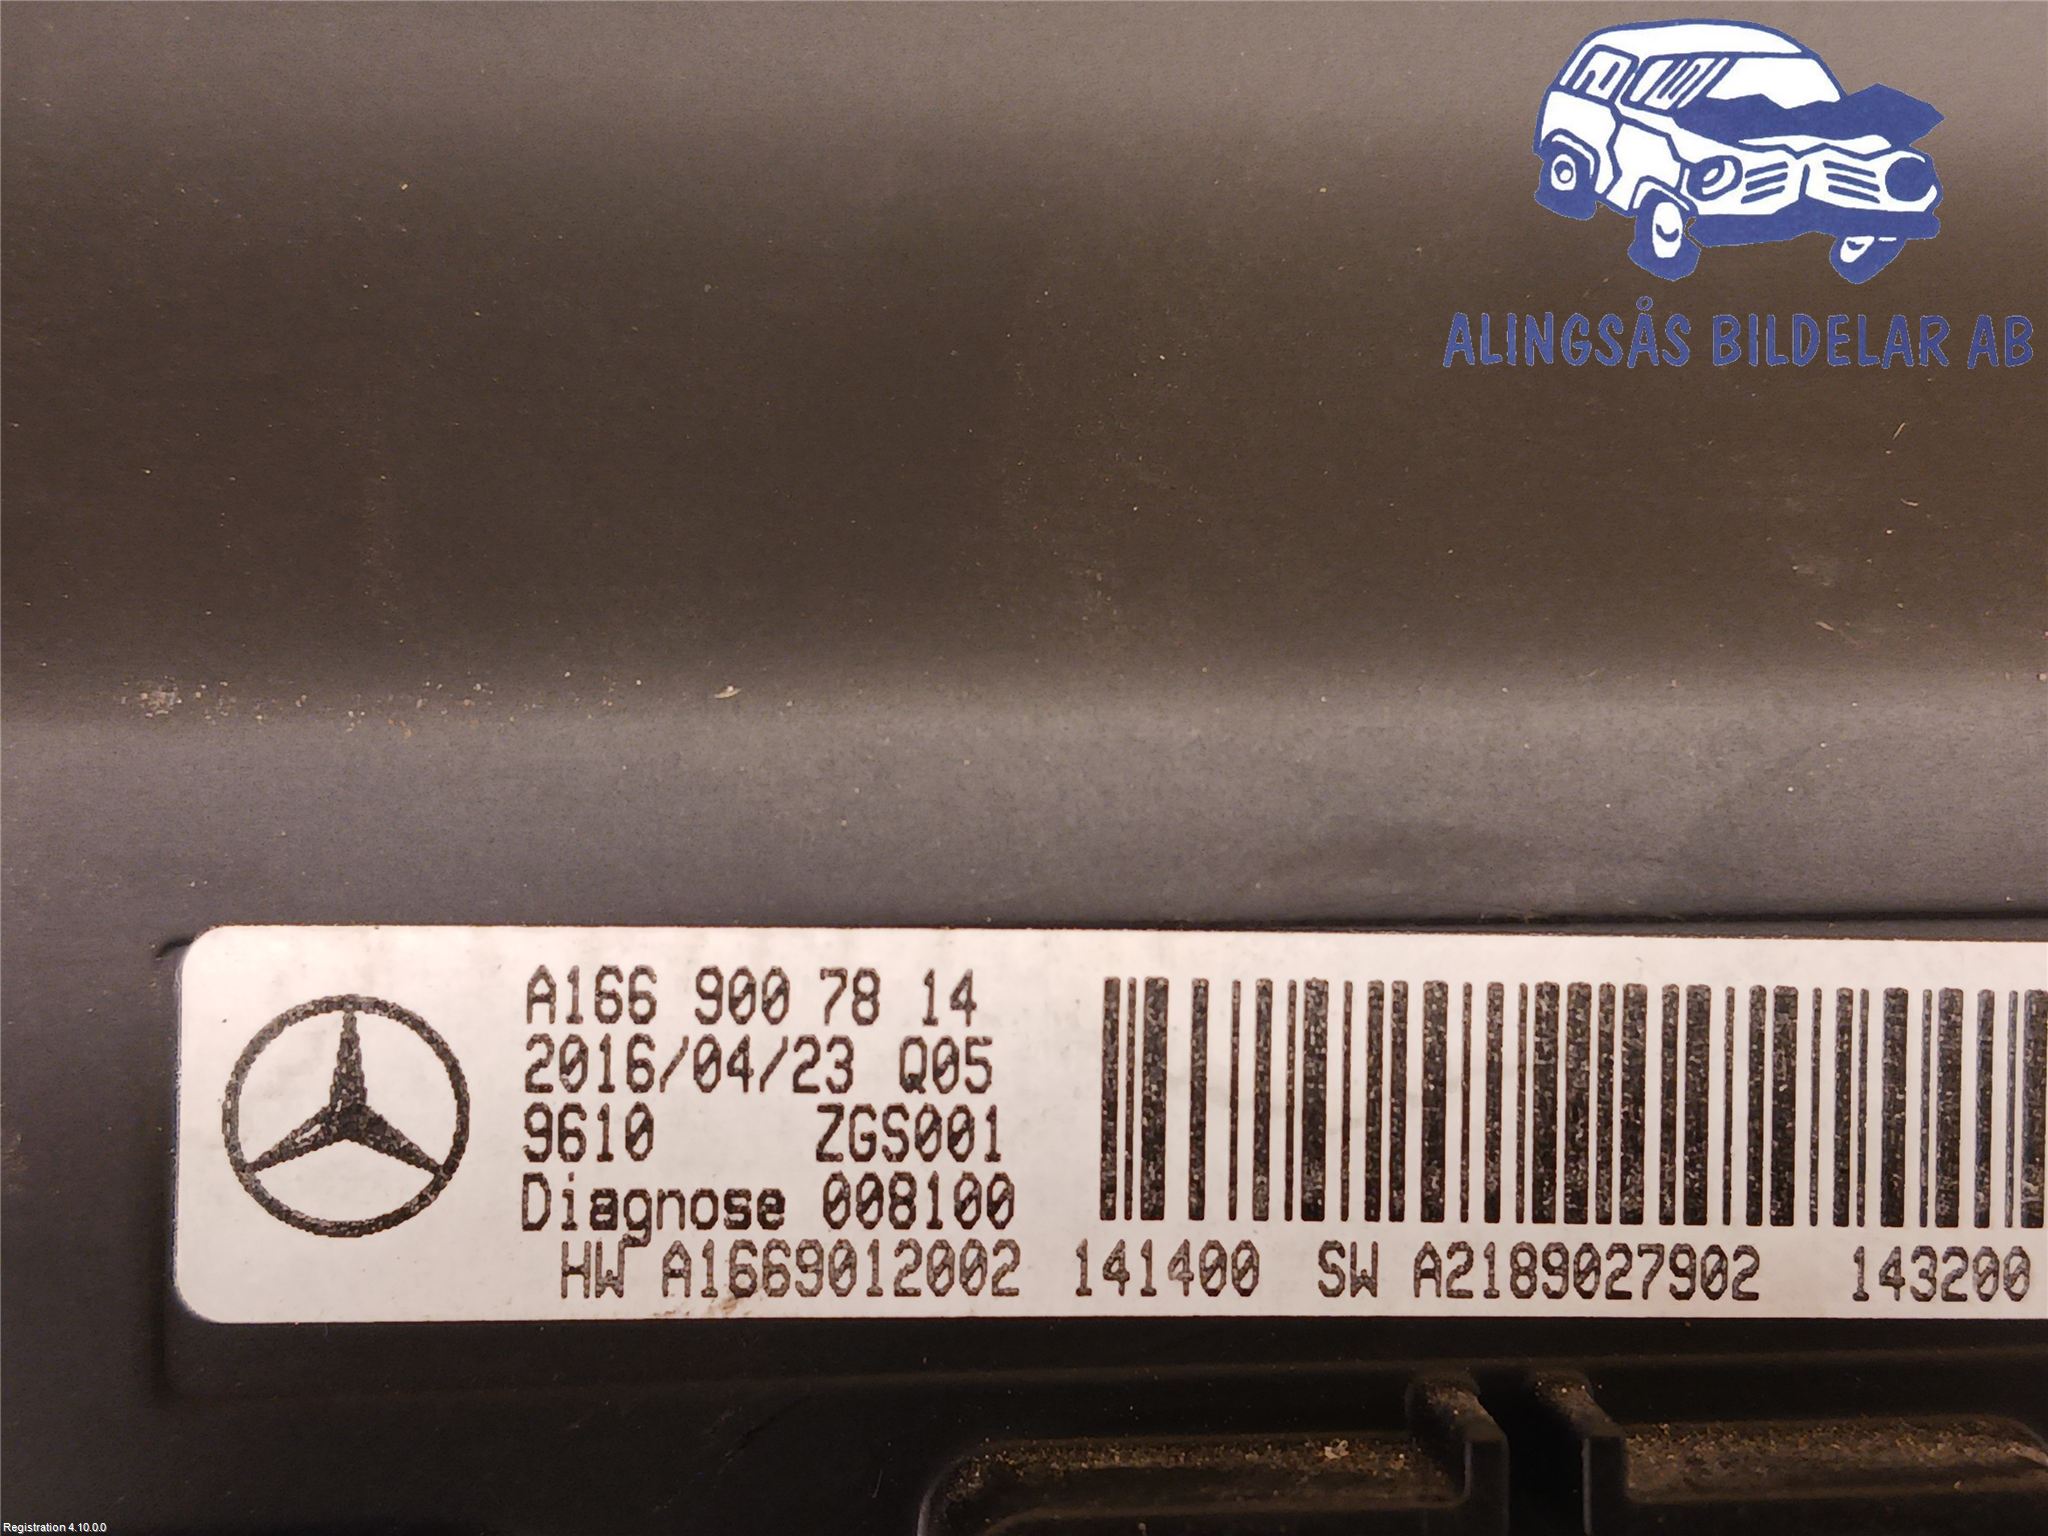 ALINGSÅS BILDELAR AB
A166 900 78 14
2016/04/23 Q05
9610 ZGS001
Diagnose 008100
HW A1669012002 141400 SW A2189027902 143200
Registration 4.10.0.0